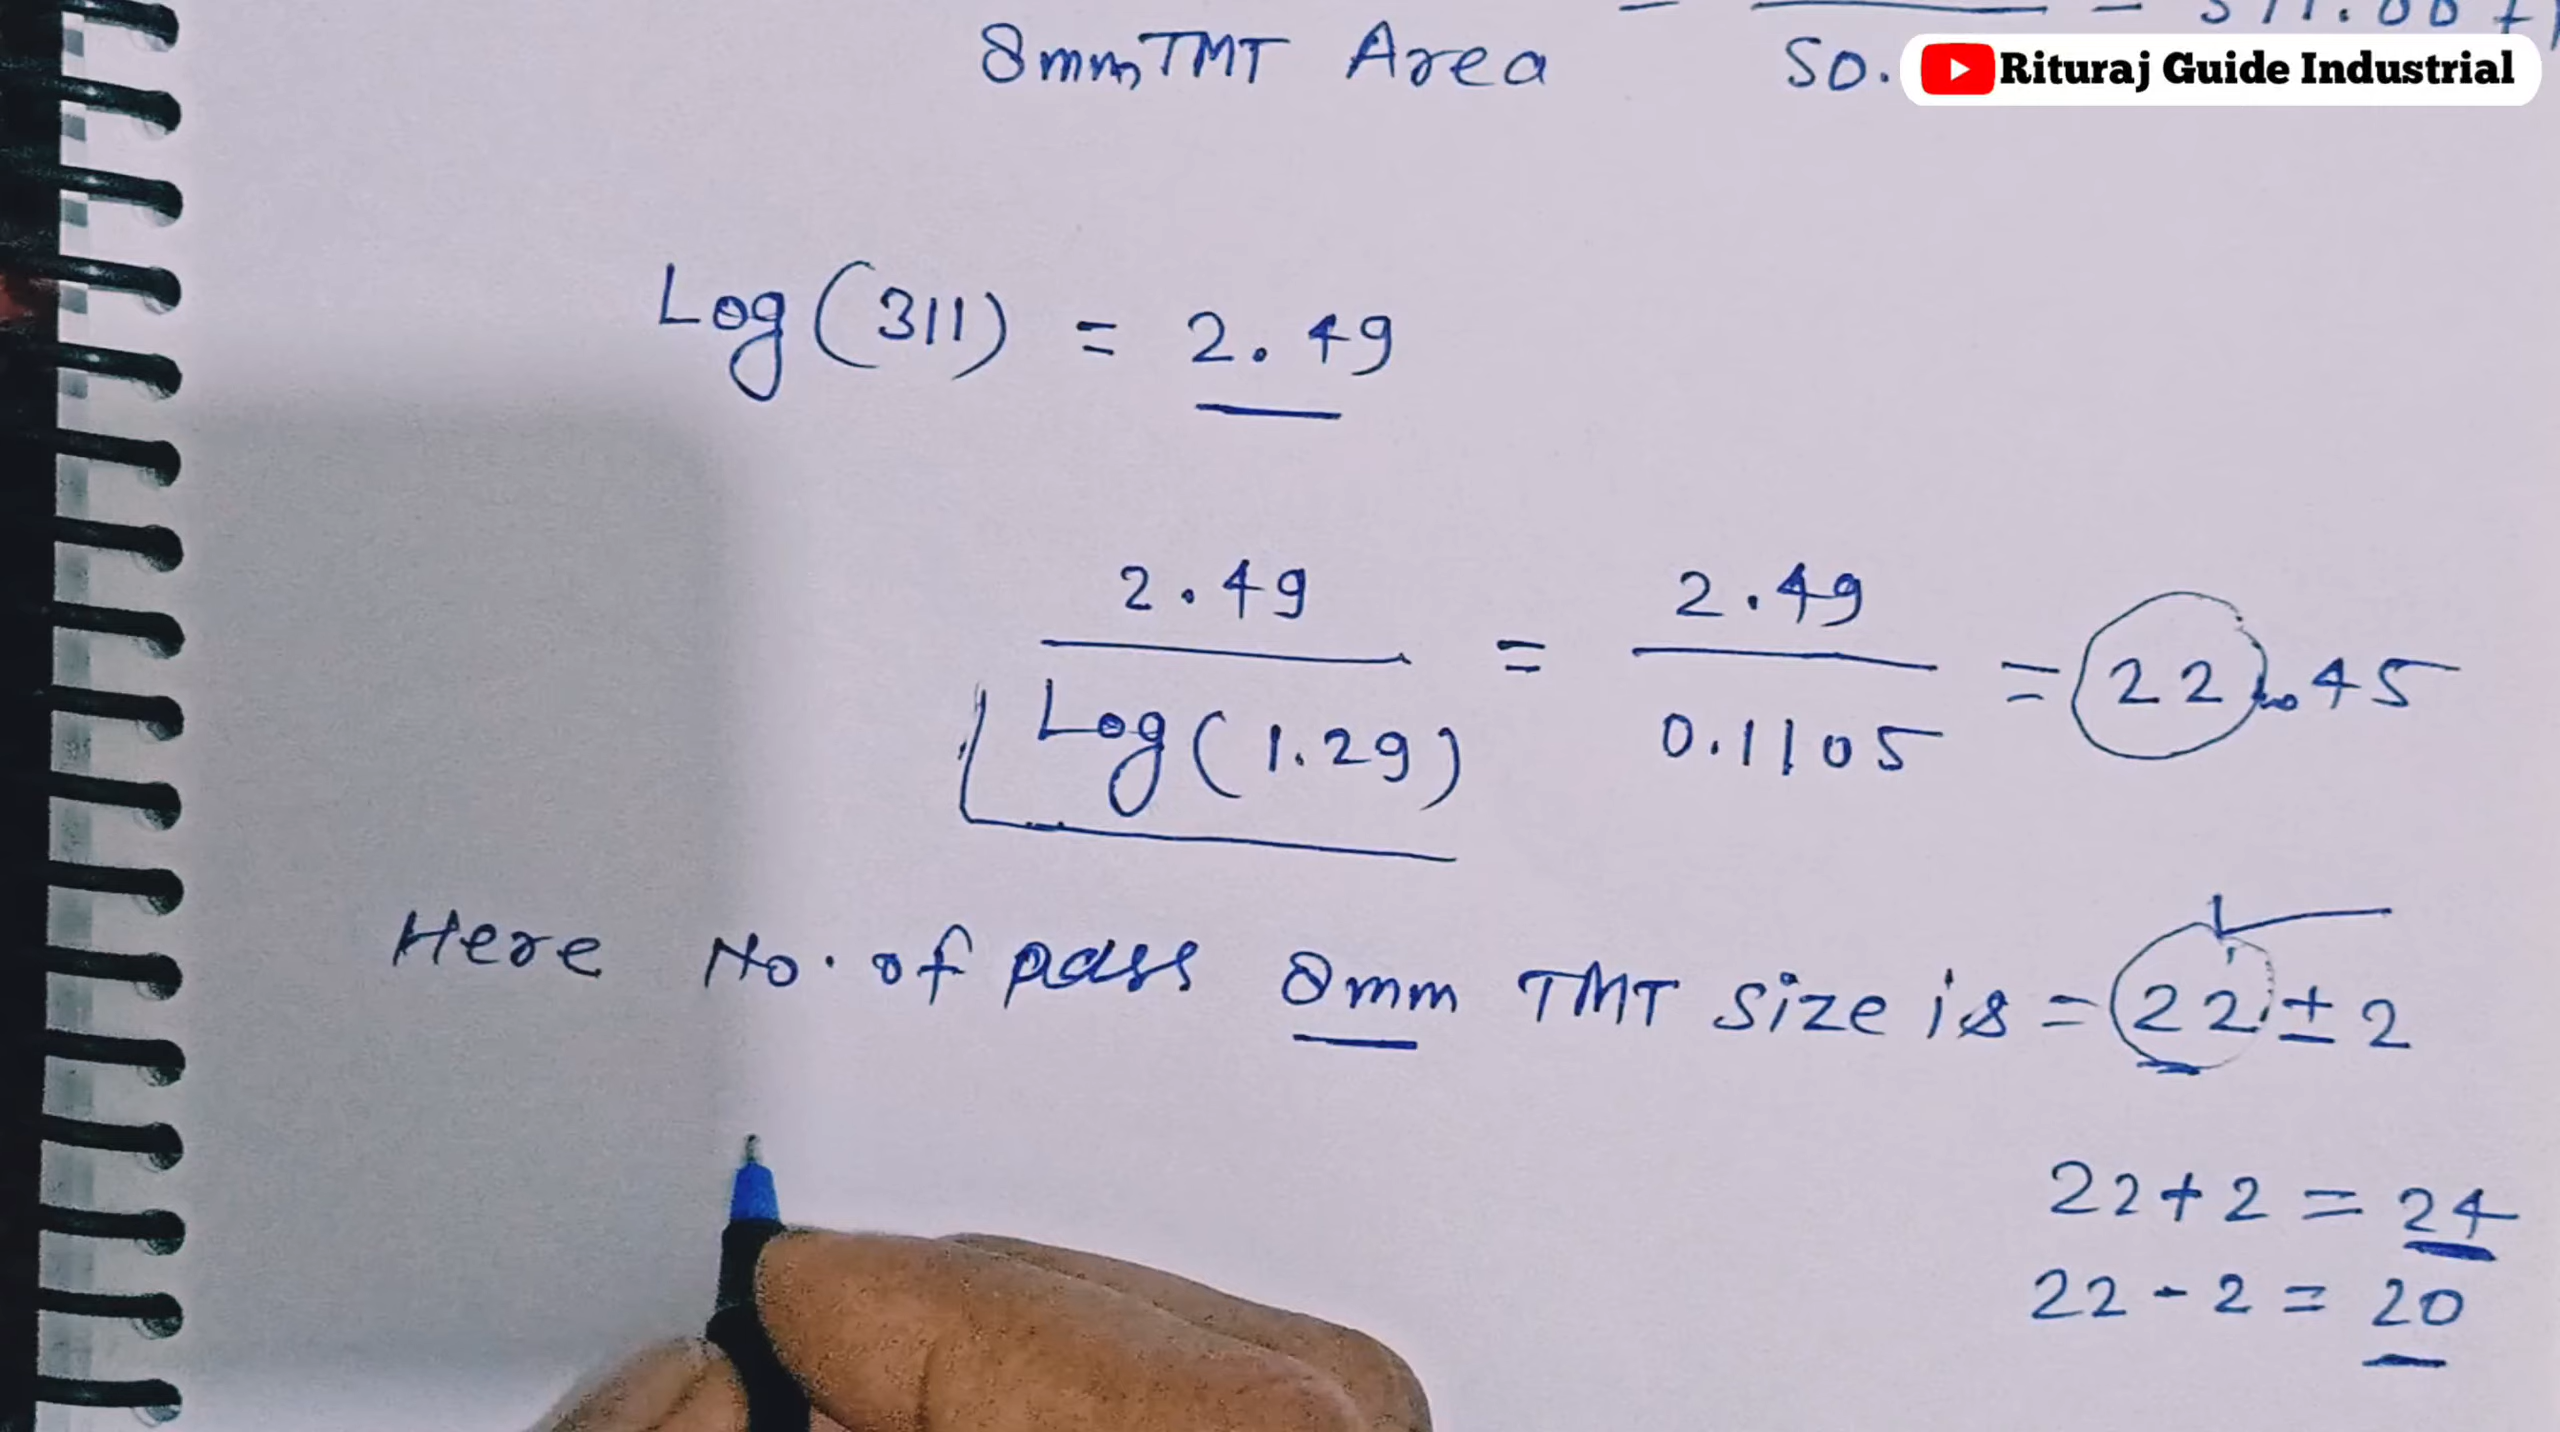 8mm TMT Area
50.
Rituraj Guide Industrial
Log (311) = 2.49
2.49 / Log (1.29) = 2.49 / 0.1105 = 22.45
Here No. of pass 8mm TMT size is = 22 ± 2
22 + 2 = 24
22 - 2 = 20